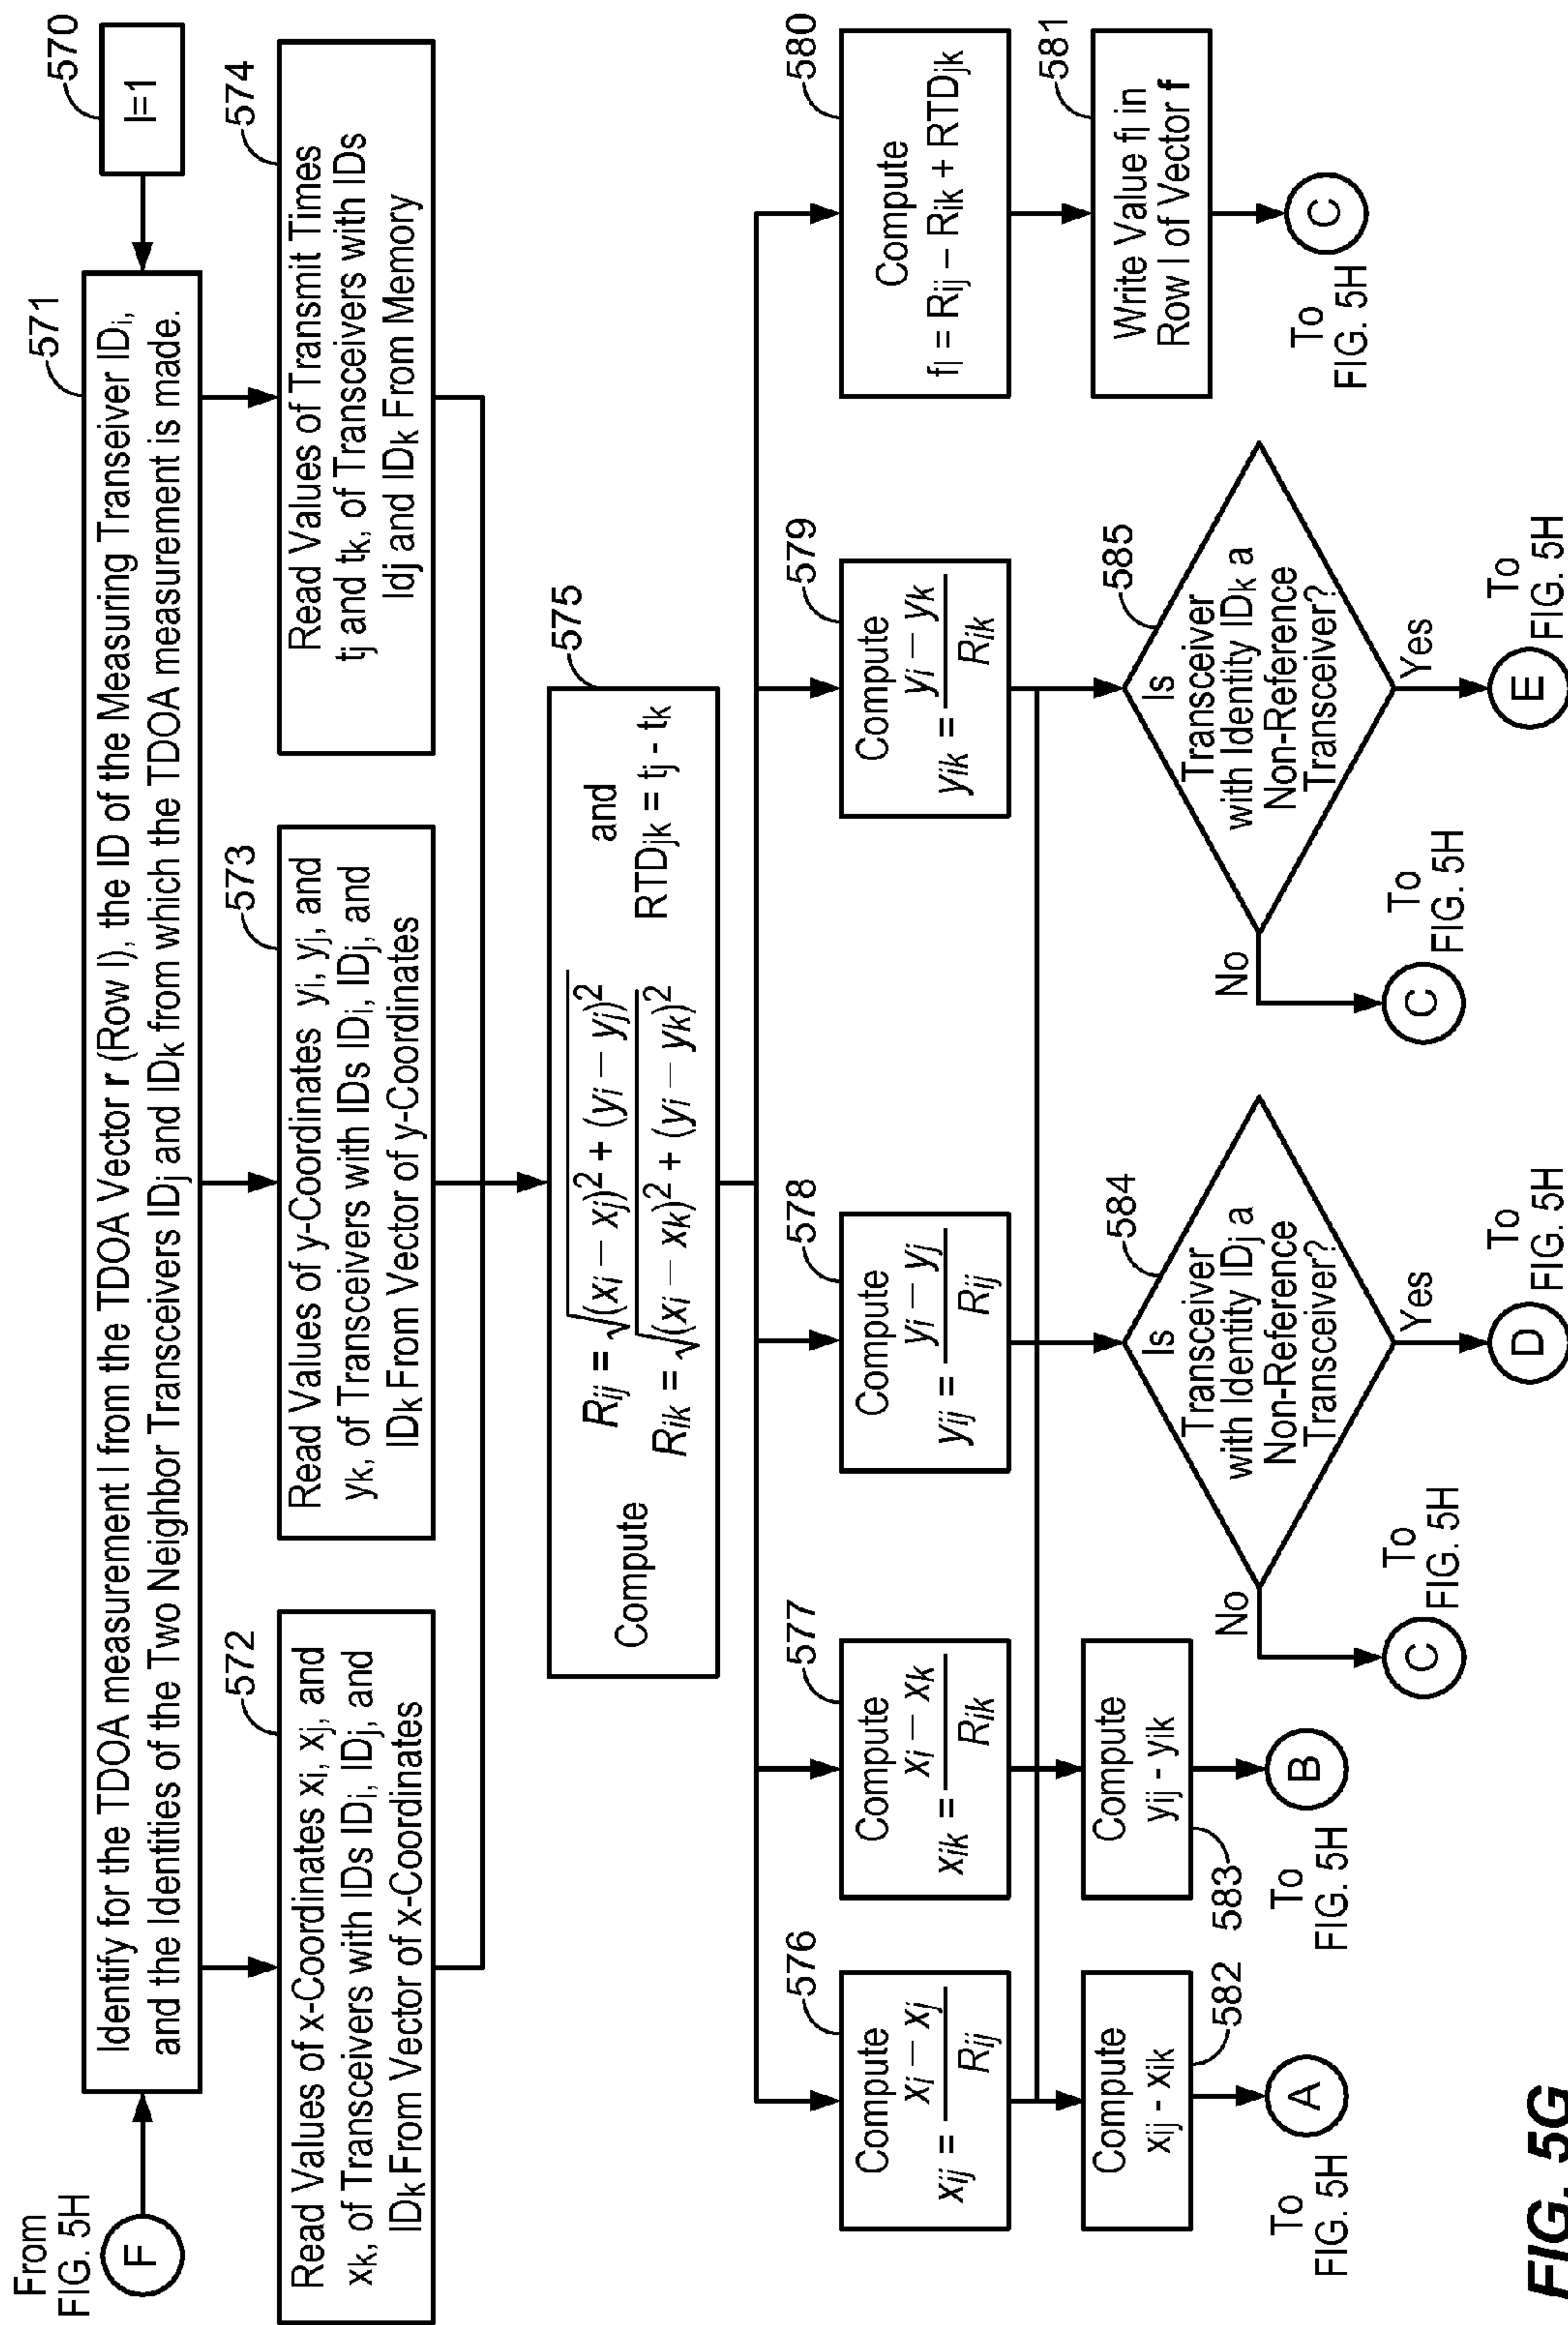 From
FIG. 5H
F
570
l=1
571
Identify for the TDOA measurement l from the TDOA Vector r (Row l), the ID of the Measuring Transeiver IDi,
and the Identities of the Two Neighbor Transceivers IDj and IDk from which the TDOA measurement is made.
572
Read Values of x-Coordinates xi, xj, and
xk, of Transceivers with IDs IDi, IDj, and
IDk From Vector of x-Coordinates
573
Read Values of y-Coordinates yi, yj, and
yk, of Transceivers with IDs IDi, IDj, and
IDk From Vector of y-Coordinates
574
Read Values of Transmit Times
tj and tk, of Transceivers with IDs
Idj and IDk From Memory
575
Compute
Rij = √(xi – xj)2 + (yi – yj)2
Rik = √(xi – xk)2 + (yi – yk)2
and
RTDjk = tj - tk
576
Compute
xij = xi – xj / Rij
577
Compute
xik = xi – xk / Rik
578
Compute
yij = yi – yj / Rij
579
Compute
yik = yi – yk / Rik
580
Compute
fl = Rij – Rik + RTDjk
582
Compute
xij - xik
583
Compute
yij - yik
584
Is
Transceiver
with Identity IDj a
Non-Reference
Transceiver?
585
Is
Transceiver
with Identity IDk a
Non-Reference
Transceiver?
581
Write Value fl in
Row l of Vector f
To
FIG. 5H
A
To
FIG. 5H
B
No
To
FIG. 5H
C
Yes
To
FIG. 5H
D
No
To
FIG. 5H
C
Yes
To
FIG. 5H
E
To
FIG. 5H
C
FIG. 5G